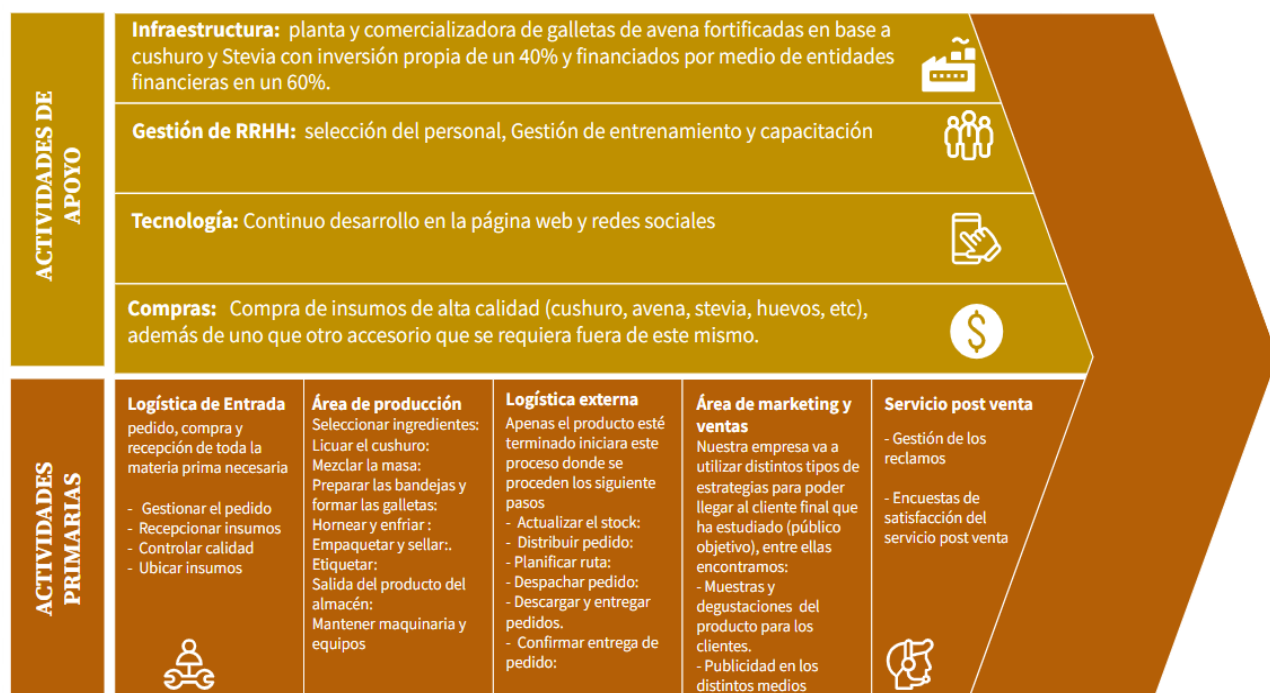 ACTIVIDADES DE
APOYO
Infraestructura: planta y comercializadora de galletas de avena fortificadas en base a
cushuro y Stevia con inversión propia de un 40% y financiados por medio de entidades
financieras en un 60%.
Gestión de RRHH: selección del personal, Gestión de entrenamiento y capacitación
Tecnología: Continuo desarrollo en la página web y redes sociales
Compras: Compra de insumos de alta calidad (cushuro, avena, stevia, huevos, etc),
además de uno que otro accesorio que se requiera fuera de este mismo.
$
ACTIVIDADES
PRIMARIAS
Logística de Entrada
pedido, compra y
recepción de toda la
materia prima necesaria
- Gestionar el pedido
- Recepcionar insumos
- Controlar calidad
- Ubicar insumos
Área de producción
Seleccionar ingredientes:
Licuar el cushuro:
Mezclar la masa:
Preparar las bandejas y
formar las galletas:
Hornear y enfriar :
Empaquetar y sellar:.
Etiquetar:
Salida del producto del
almacén:
Mantener maquinaria y
equipos
Logística externa
Apenas el producto esté
terminado iniciara este
proceso donde se
proceden los siguiente
pasos
- Actualizar el stock:
- Distribuir pedido:
- Planificar ruta:
- Despachar pedido:
- Descargar y entregar
pedidos.
- Confirmar entrega de
pedido:
Área de marketing y
ventas
Nuestra empresa va a
utilizar distintos tipos de
estrategias para poder
llegar al cliente final que
ha estudiado (público
objetivo), entre ellas
encontramos:
- Muestras y
degustaciones del
producto para los
clientes.
- Publicidad en los
distintos medios
Servicio post venta
- Gestión de los
reclamos
- Encuestas de
satisfacción del
servicio post venta